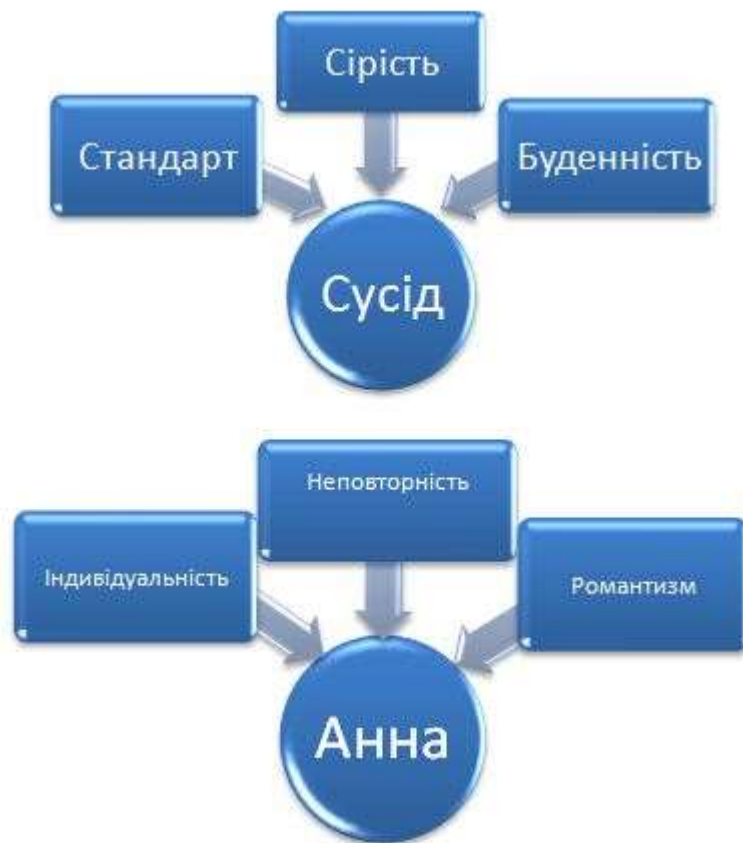 Сірість
Стандарт
Буденність
Сусід
Неповторність
Індивідуальність
Романтизм
Анна